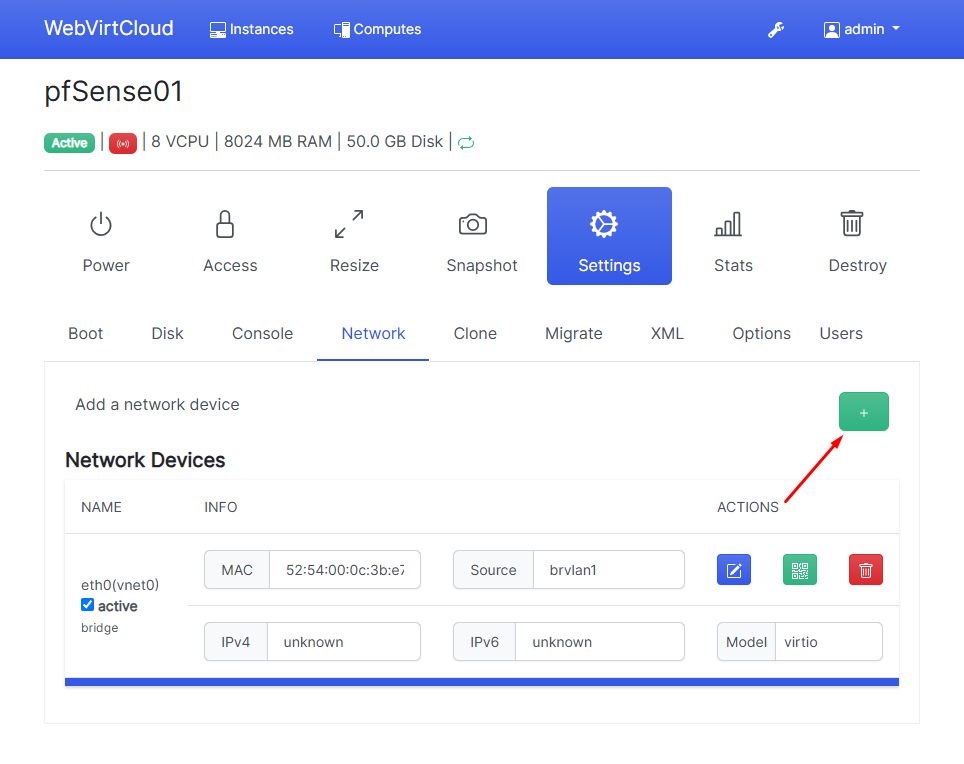 WebVirtCloud Instances Computes admin
pfSense01
Active | | 8 VCPU | 8024 MB RAM | 50.0 GB Disk |
Power Access Resize Snapshot Settings Stats Destroy
Boot Disk Console Network Clone Migrate XML Options Users
Add a network device
+
Network Devices
NAME INFO ACTIONS
eth0(vnet0)
active
bridge
MAC 52:54:00:0c:3b:e7 Source brvlan1
IPv4 unknown IPv6 unknown Model virtio